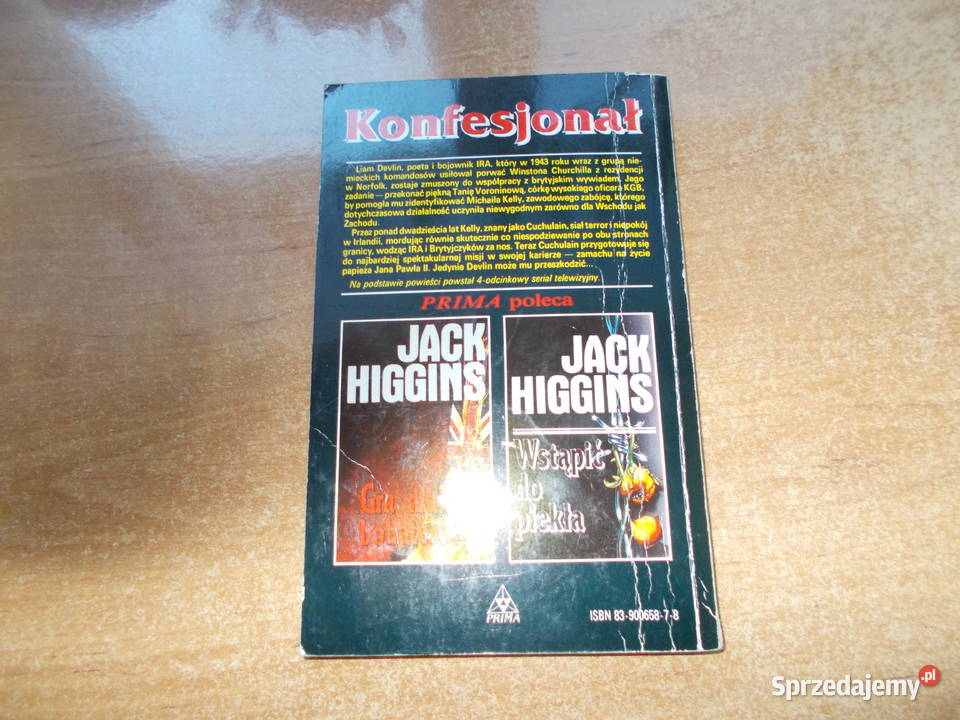 Konfesjonał
Liam Devlin, poeta i bojownik IRA, który w 1943 roku wraz z grupą nie-
mieckich komandosów usiłował porwać Winstona Churchilla z rezydencji
w Norfolk, zostaje zmuszony do współpracy z brytyjskim wywiadem. Jego
zadanie — przekonać piękną Tanię Voroninową, córkę wysokiego oficera KGB,
by pomogła mu zidentyfikować Michaiła Kelly, zawodowego zabójcę, którego
dotychczasowa działalność uczyniła niewygodnym zarówno dla Wschodu jak
Zachodu.
Przez ponad dwadzieścia lat Kelly, znany jako Cuchulain, siał terror i niepokój
w Irlandii, mordując równie skutecznie co niespodziewanie po obu stronach
granicy, wodząc IRA i Brytyjczyków za nos. Teraz Cuchulain przygotowuje się
do najbardziej spektakularnej misji w swojej karierze — zamachu na życie
papieża Jana Pawła II. Jedynie Devlin może mu przeszkodzić...
Na podstawie powieści powstał 4-odcinkowy serial telewizyjny.
PRIMA poleca
JACK
HIGGINS
Gra
JACK
HIGGINS
Wstąpić
do
piekła
PRIMA
ISBN 83-900658-7-8
Sprzedajemy.pl